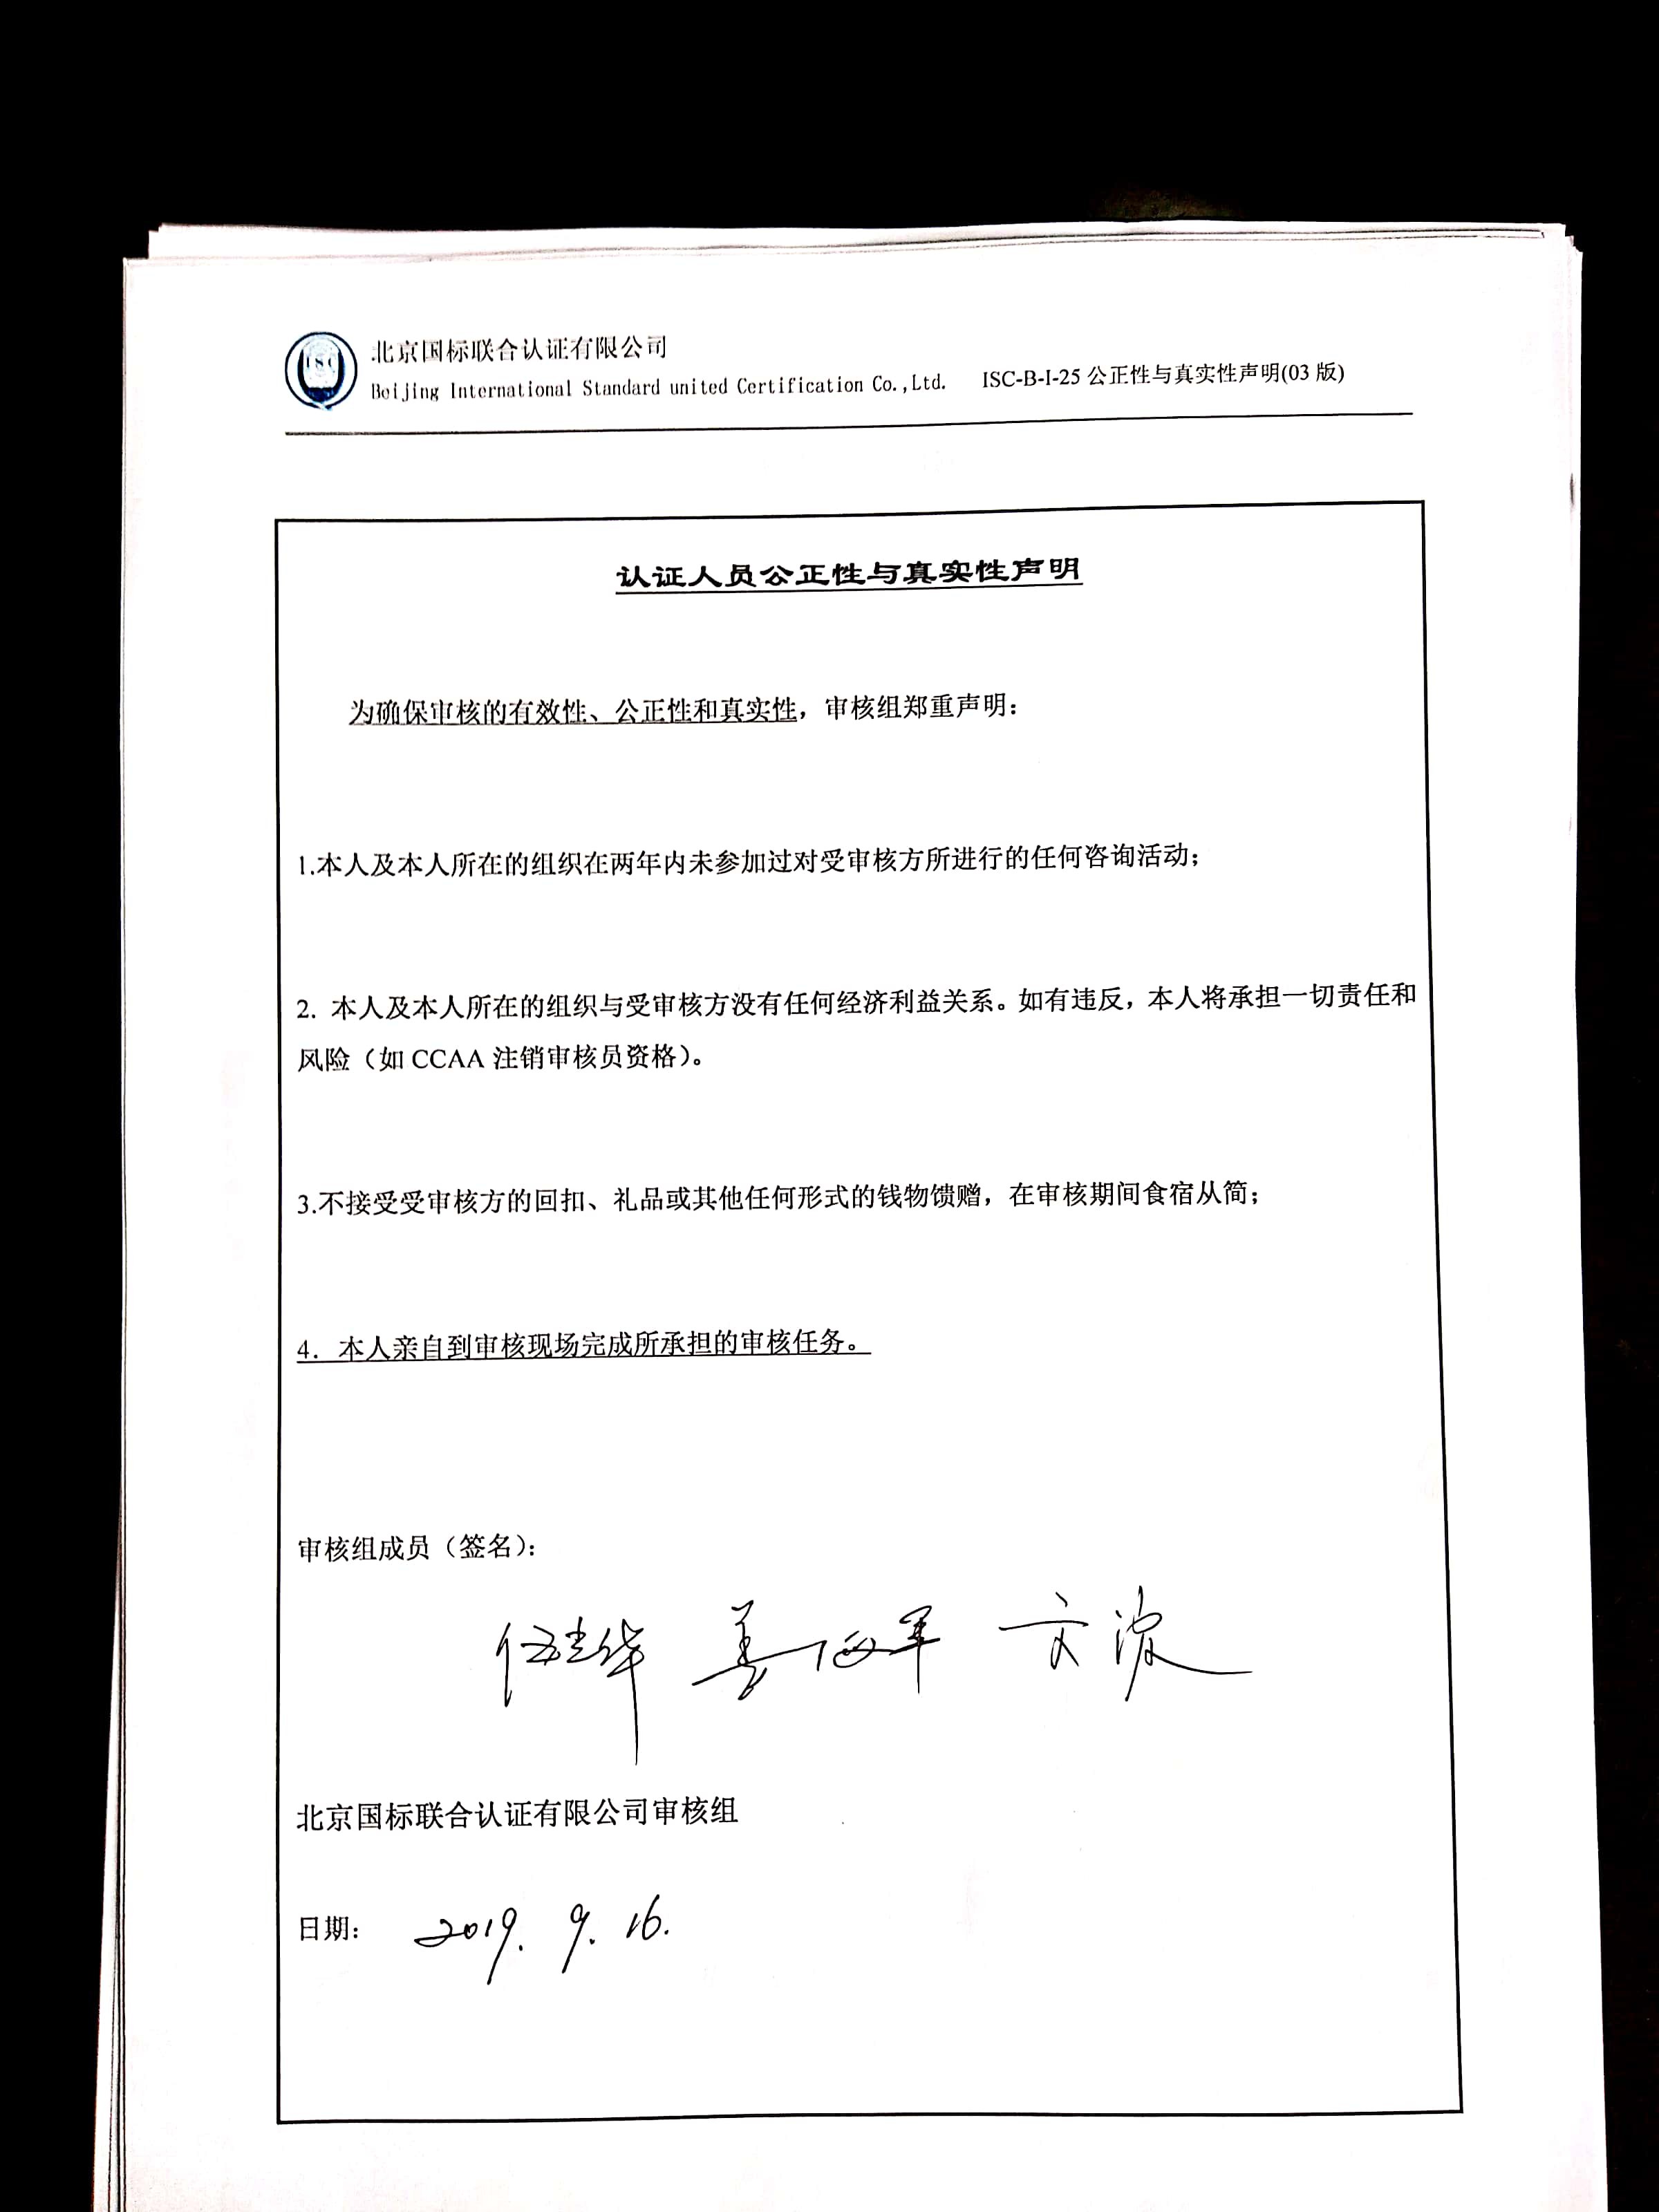 ISC
北京国标联合认证有限公司
Beijing International Standard united Certification Co.,Ltd. ISC-B-I-25 公正性与真实性声明(03 版)
认证人员公正性与真实性声明
为确保审核的有效性、公正性和真实性，审核组郑重声明：
1.本人及本人所在的组织在两年内未参加过对受审核方所进行的任何咨询活动；
2. 本人及本人所在的组织与受审核方没有任何经济利益关系。如有违反，本人将承担一切责任和
风险（如 CCAA 注销审核员资格）。
3.不接受受审核方的回扣、礼品或其他任何形式的钱物馈赠，在审核期间食宿从简；
4. 本人亲自到审核现场完成所承担的审核任务。
审核组成员（签名）：
文波
北京国标联合认证有限公司审核组
日期： 2019. 9. 16.